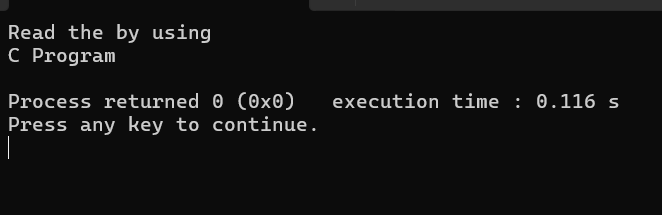 Read the by using
C Program
Process returned 0 (0x0)   execution time : 0.116 s
Press any key to continue.